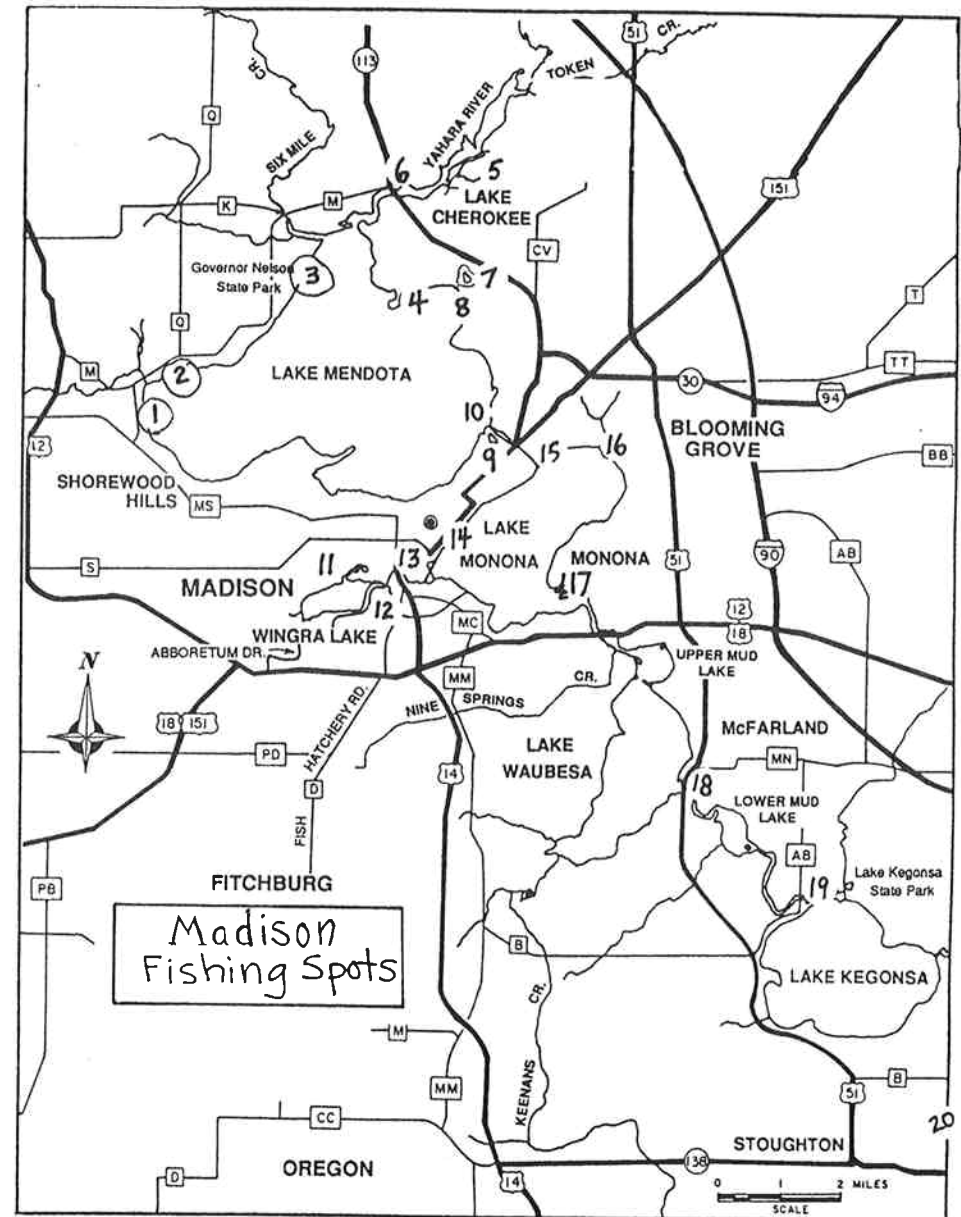 51
CR.
TOKEN
113
CR.
Q
YAHARA RIVER
SIX MILE
151
6
5
LAKE
CHEROKEE
K
M
CV
Governor Nelson
State Park
3
7
4
8
T
Q
M
2
LAKE MENDOTA
TT
30
94
1
10
12
BLOOMING
GROVE
9
15
16
BB
SHOREWOOD
HILLS
MS
14
LAKE
MONONA
51
90
AB
S
11
13
MONONA
17
MADISON
12
12
18
MC
WINGRA LAKE
ABBORETUM DR.
UPPER MUD
LAKE
N
MM
CR.
NINE SPRINGS
18 151
HATCHERY RD.
McFARLAND
PD
14
LAKE
WAUBESA
MN
18
D
LOWER MUD
LAKE
FISH
AB
19
Lake Kegonsa
State Park
PB
FITCHBURG
Madison
Fishing Spots
B
LAKE KEGONSA
CR.
M
KEENANS
MM
B
51
20
CC
STOUGHTON
OREGON
138
D
14
0 1 2 MILES
SCALE